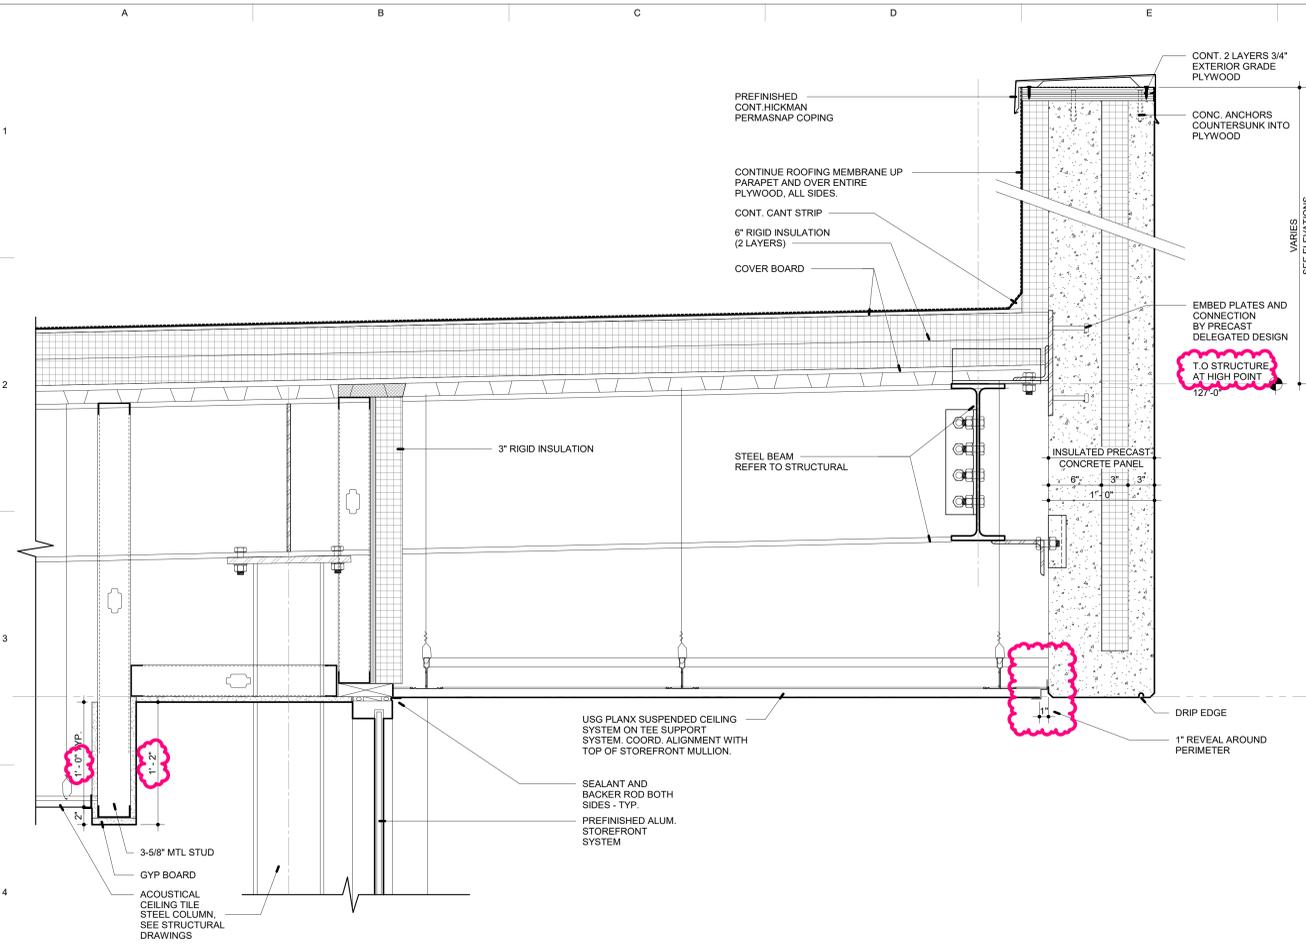 A
B
C
D
E
1
2
3
4
CONT. 2 LAYERS 3/4"
EXTERIOR GRADE
PLYWOOD
PREFINISHED
CONT.HICKMAN
PERMASNAP COPING
CONC. ANCHORS
COUNTERSUNK INTO
PLYWOOD
CONTINUE ROOFING MEMBRANE UP
PARAPET AND OVER ENTIRE
PLYWOOD, ALL SIDES.
CONT. CANT STRIP
6" RIGID INSULATION
(2 LAYERS)
COVER BOARD
VARIES
SEE ELEVATIONS
EMBED PLATES AND
CONNECTION
BY PRECAST
DELEGATED DESIGN
T.O STRUCTURE
AT HIGH POINT
127'-0"
3" RIGID INSULATION
STEEL BEAM
REFER TO STRUCTURAL
INSULATED PRECAST
CONCRETE PANEL
6"
3"
3"
1' - 0"
USG PLANX SUSPENDED CEILING
SYSTEM ON TEE SUPPORT
SYSTEM. COORD. ALIGNMENT WITH
TOP OF STOREFRONT MULLION.
1"
DRIP EDGE
1" REVEAL AROUND
PERIMETER
1' - 0" TYP.
1' - 2"
2"
SEALANT AND
BACKER ROD BOTH
SIDES - TYP.
PREFINISHED ALUM.
STOREFRONT
SYSTEM
3-5/8" MTL STUD
GYP BOARD
ACOUSTICAL
CEILING TILE
STEEL COLUMN,
SEE STRUCTURAL
DRAWINGS